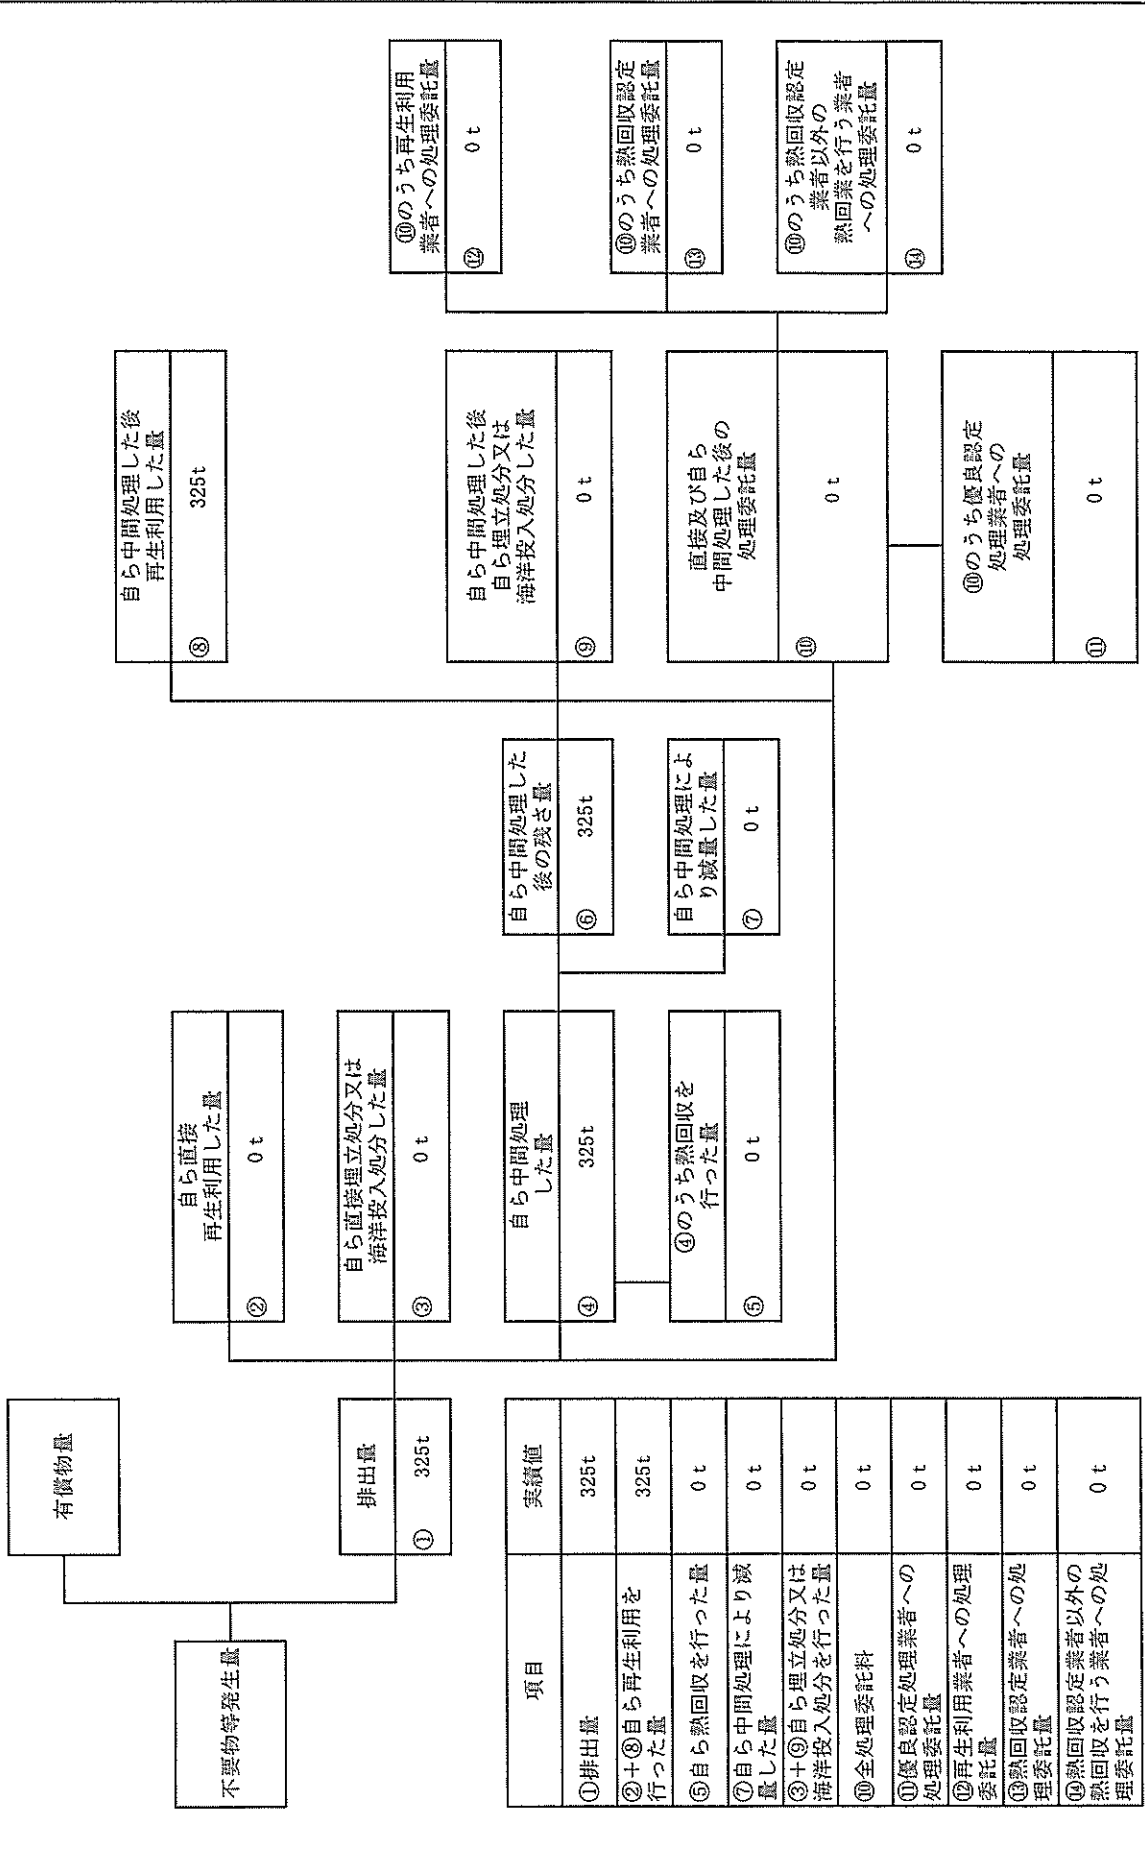 不要物等発生量
有償物量
排出量
① 325t
自ら直接
再生利用した量
② 0 t
自ら直接埋立処分又は
海洋投入処分した量
③ 0 t
自ら中間処理
した量
④ 325t
④のうち熱回収を
行った量
⑤ 0 t
自ら中間処理した
後の残さ量
⑥ 325t
自ら中間処理によ
り減量した量
⑦ 0 t
自ら中間処理した後
再生利用した量
⑧ 325t
自ら中間処理した後
自ら埋立処分又は
海洋投入処分した量
⑨ 0 t
直接及び自ら
中間処理した後の
処理委託量
⑩ 0 t
⑩のうち優良認定
処理業者への
処理委託量
⑪ 0 t
⑩のうち再生利用
業者への処理委託量
⑫ 0 t
⑩のうち熱回収認定
業者への処理委託量
⑬ 0 t
⑩のうち熱回収認定
業者以外の
熱回業を行う業者
への処理委託量
⑭ 0 t
項目 実績値
①排出量 325t
②+⑧自ら再生利用を
行った量 325t
⑤自ら熱回収を行った量 0 t
⑦自ら中間処理により減
量した量 0 t
③+⑨自ら埋立処分又は
海洋投入処分を行った量 0 t
⑩全処理委託料 0 t
⑪優良認定処理業者への
処理委託量 0 t
⑫再生利用業者への処理
委託量 0 t
⑬熱回収認定業者への処
理委託量 0 t
⑭熱回収認定業者以外の
熱回収を行う業者への処
理委託量 0 t